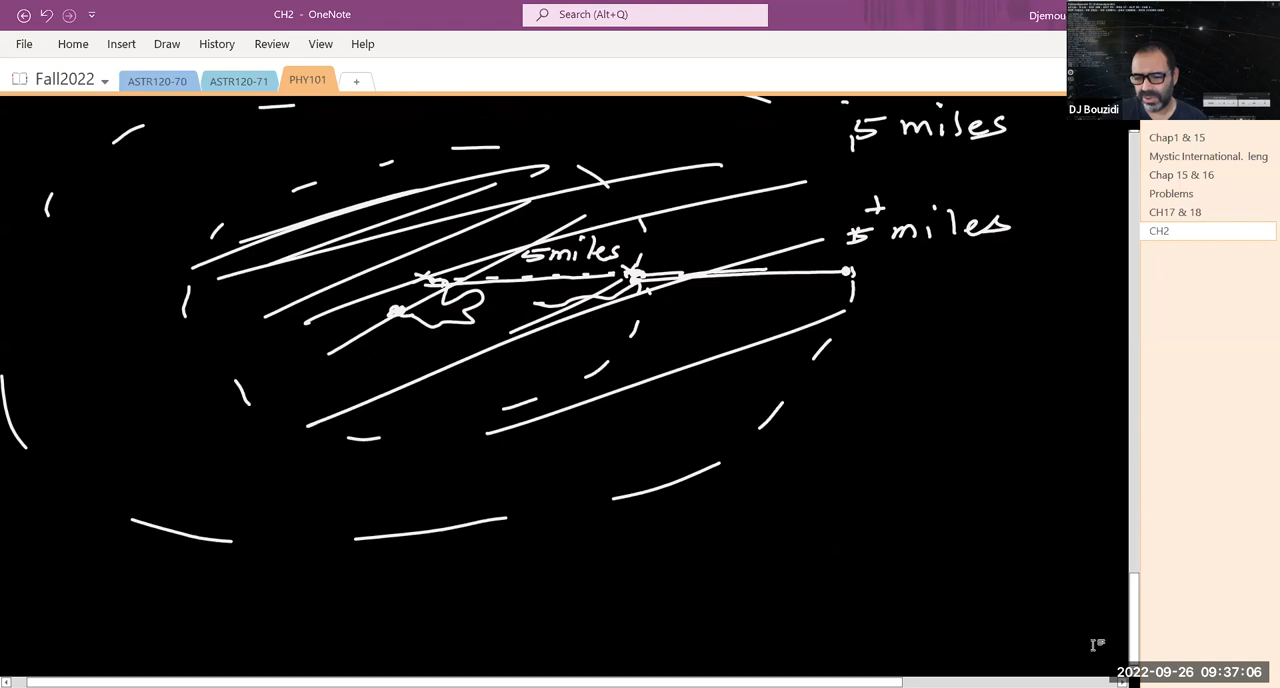 CH2 - OneNote
Search (Alt+Q)
Djemou
File Home Insert Draw History Review View Help
Fall2022
ASTR120-70
ASTR120-71
PHY101
DJ Bouzidi
Chap1 & 15
Mystic International. leng
Chap 15 & 16
Problems
CH17 & 18
CH2
5 miles
+
5 miles
5 miles
2022-09-26 09:37:06